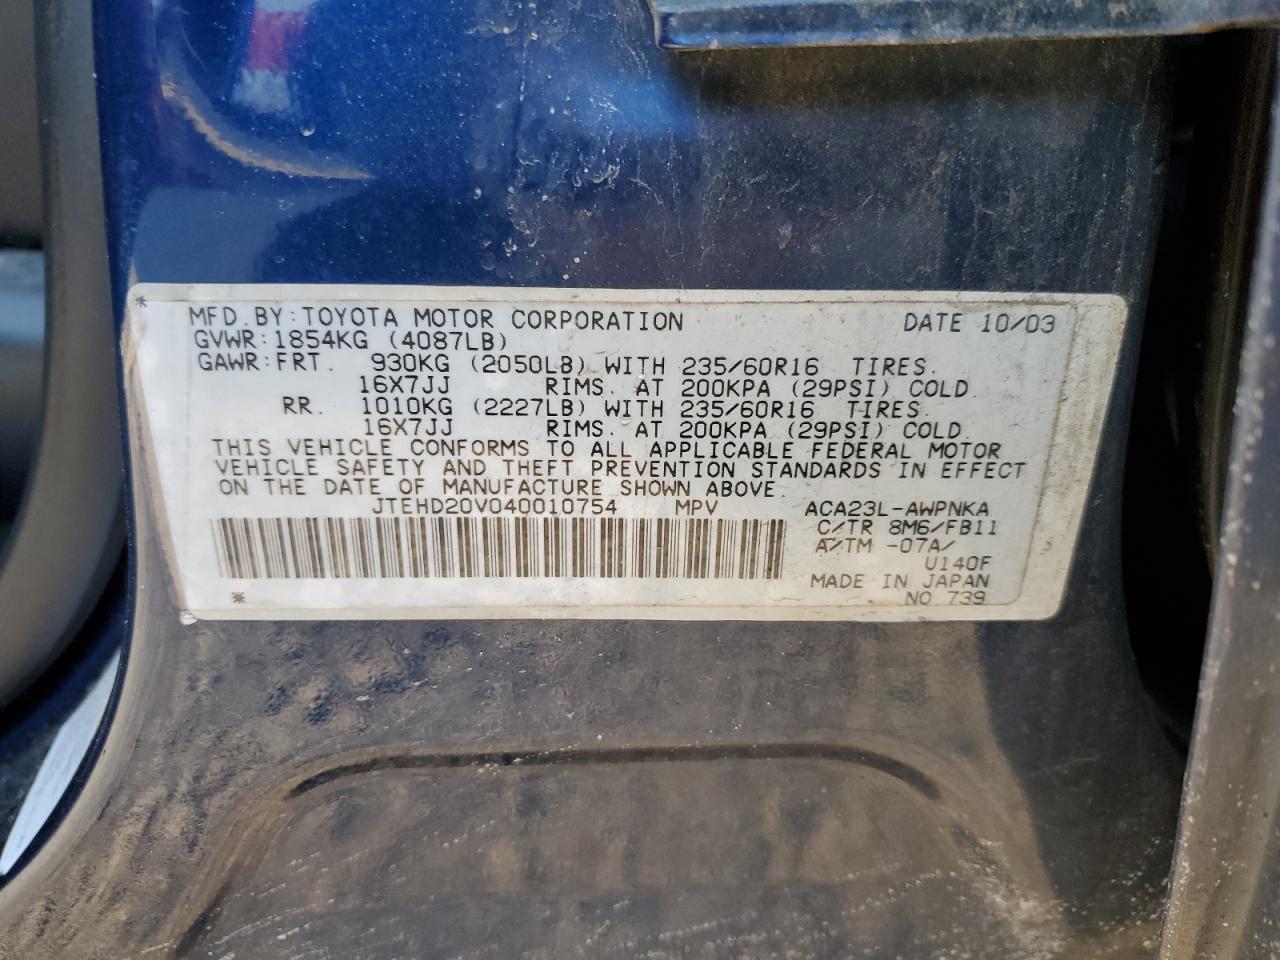 MFD. BY: TOYOTA MOTOR CORPORATION DATE 10/03
GVWR: 1854KG (4087LB)
GAWR: FRT. 930KG (2050LB) WITH 235/60R16 TIRES.
16X7JJ RIMS. AT 200KPA (29PSI) COLD.
RR. 1010KG (2227LB) WITH 235/60R16 TIRES.
16X7JJ RIMS. AT 200KPA (29PSI) COLD.
THIS VEHICLE CONFORMS TO ALL APPLICABLE FEDERAL MOTOR
VEHICLE SAFETY AND THEFT PREVENTION STANDARDS IN EFFECT
ON THE DATE OF MANUFACTURE SHOWN ABOVE.
JTEHD20V040010754 MPV ACA23L-AWPNKA
C/TR 8M6/FB11
A/TM -07A/
U140F
MADE IN JAPAN
NO 739